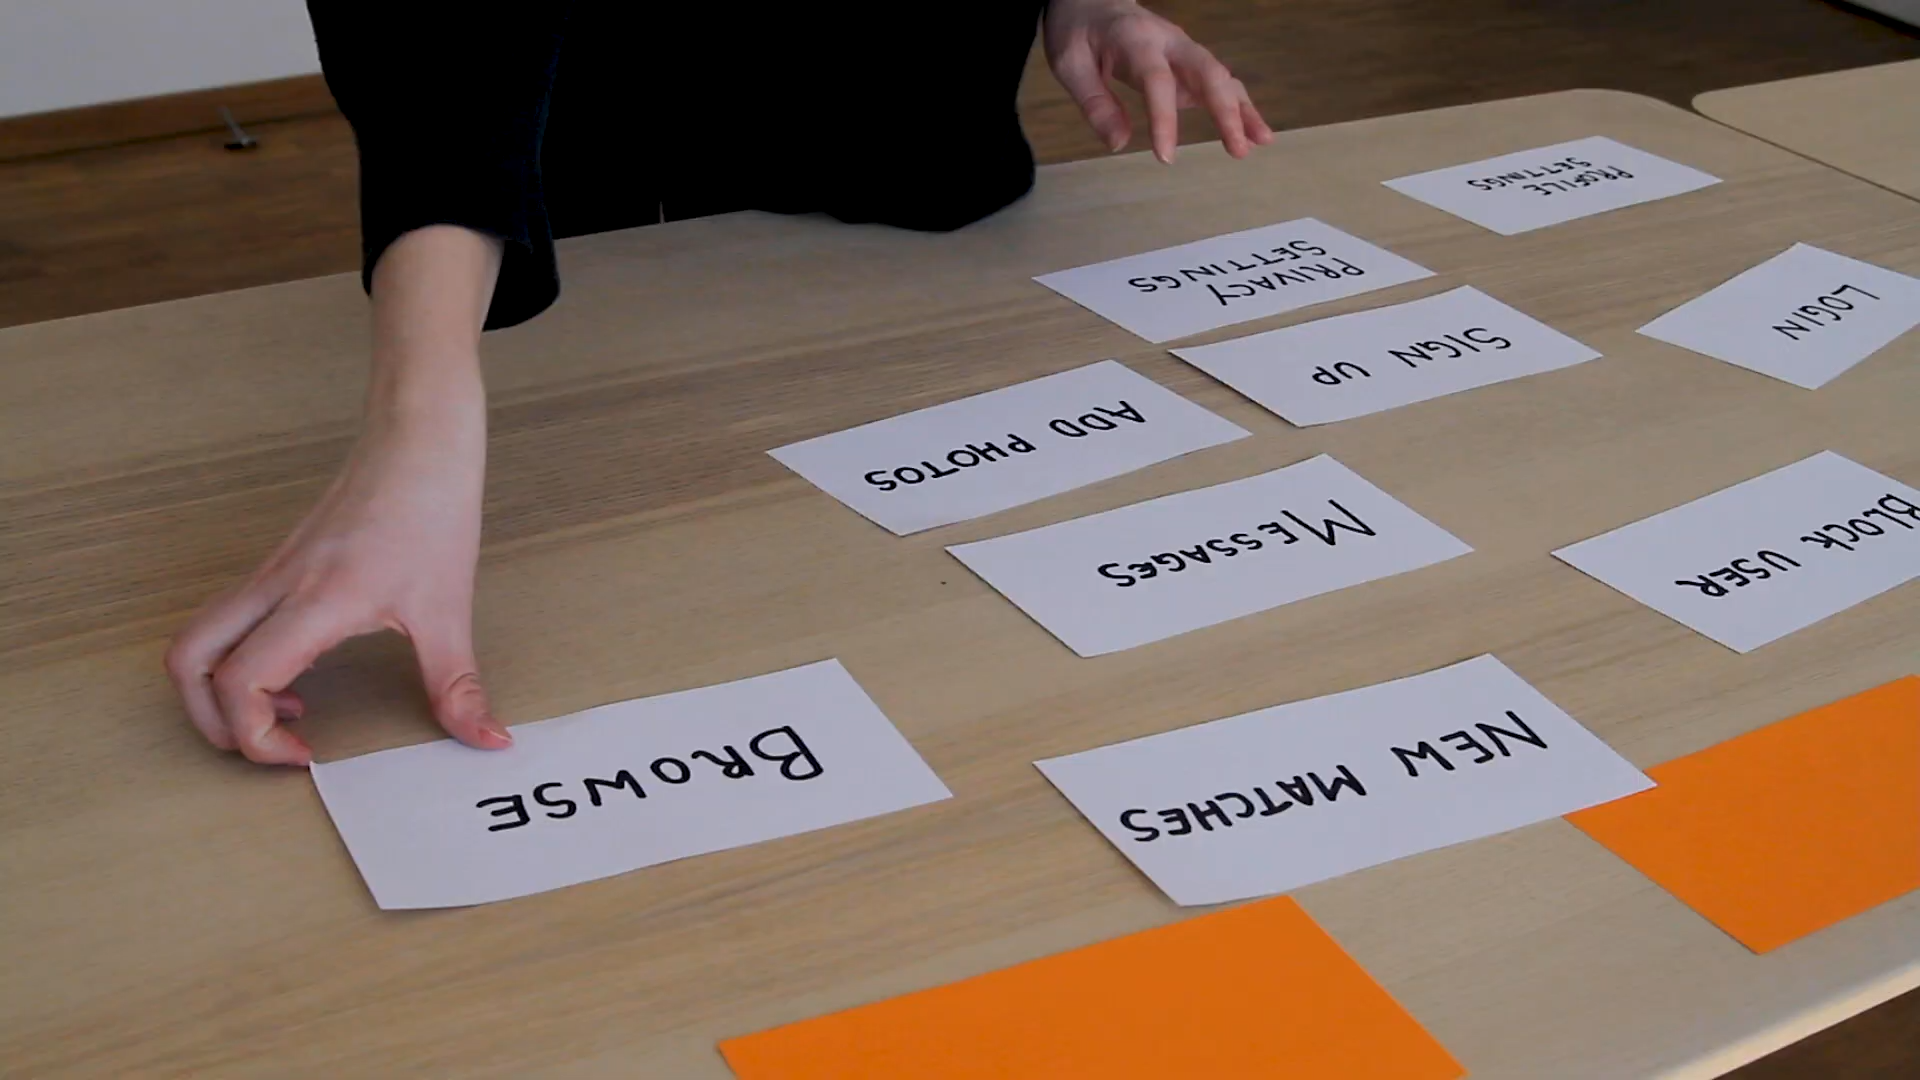 PROFILE
SETTINGS
PRIVACY
SETTINGS
LOGIN
SIGN UP
ADD PHOTOS
MESSAGES
BLOCK USER
BROWSE
NEW MATCHES